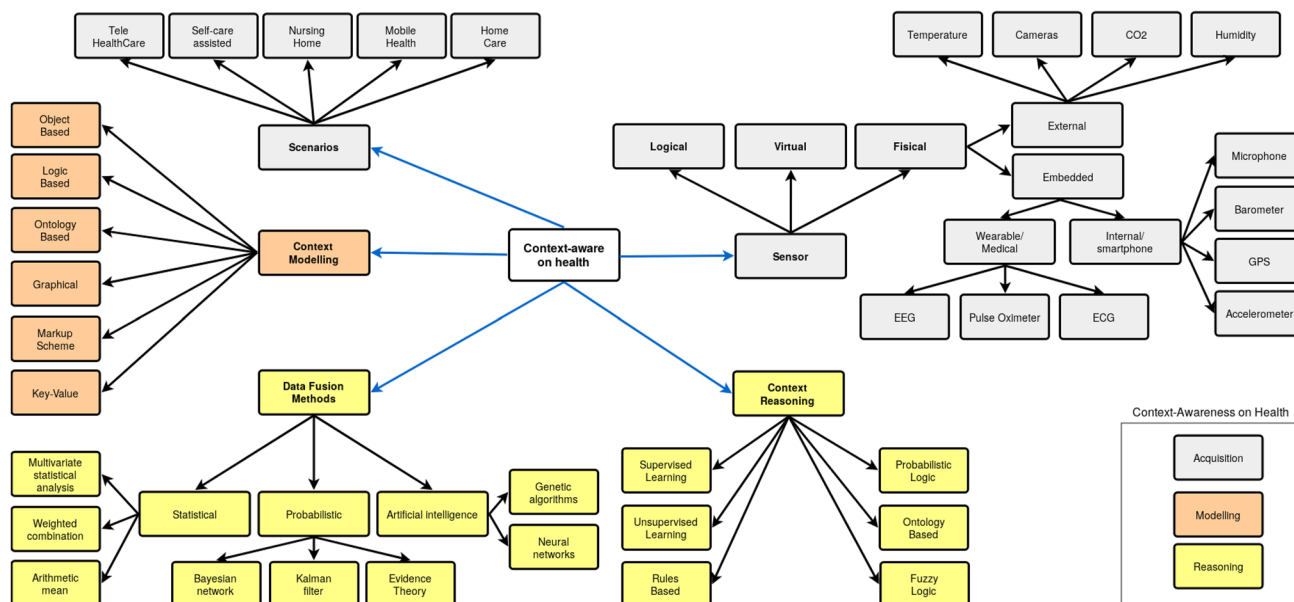 Tele
HealthCare
Self-care
assisted
Nursing
Home
Mobile
Health
Home
Care
Temperature
Cameras
CO2
Humidity
Object
Based
Logic
Based
Ontology
Based
Graphical
Markup
Scheme
Key-Value
Scenarios
Context
Modelling
Context-aware
on health
Logical
Virtual
Fisical
Sensor
External
Embedded
Wearable/
Medical
Internal/
smartphone
Microphone
Barometer
GPS
Accelerometer
EEG
Pulse Oximeter
ECG
Data Fusion
Methods
Context
Reasoning
Multivariate
statistical
analysis
Weighted
combination
Arithmetic
mean
Statistical
Probabilistic
Artificial intelligence
Genetic
algorithms
Neural
networks
Bayesian
network
Kalman
filter
Evidence
Theory
Supervised
Learning
Unsupervised
Learning
Rules
Based
Probabilistic
Logic
Ontology
Based
Fuzzy
Logic
Context-Awareness on Health
Acquisition
Modelling
Reasoning